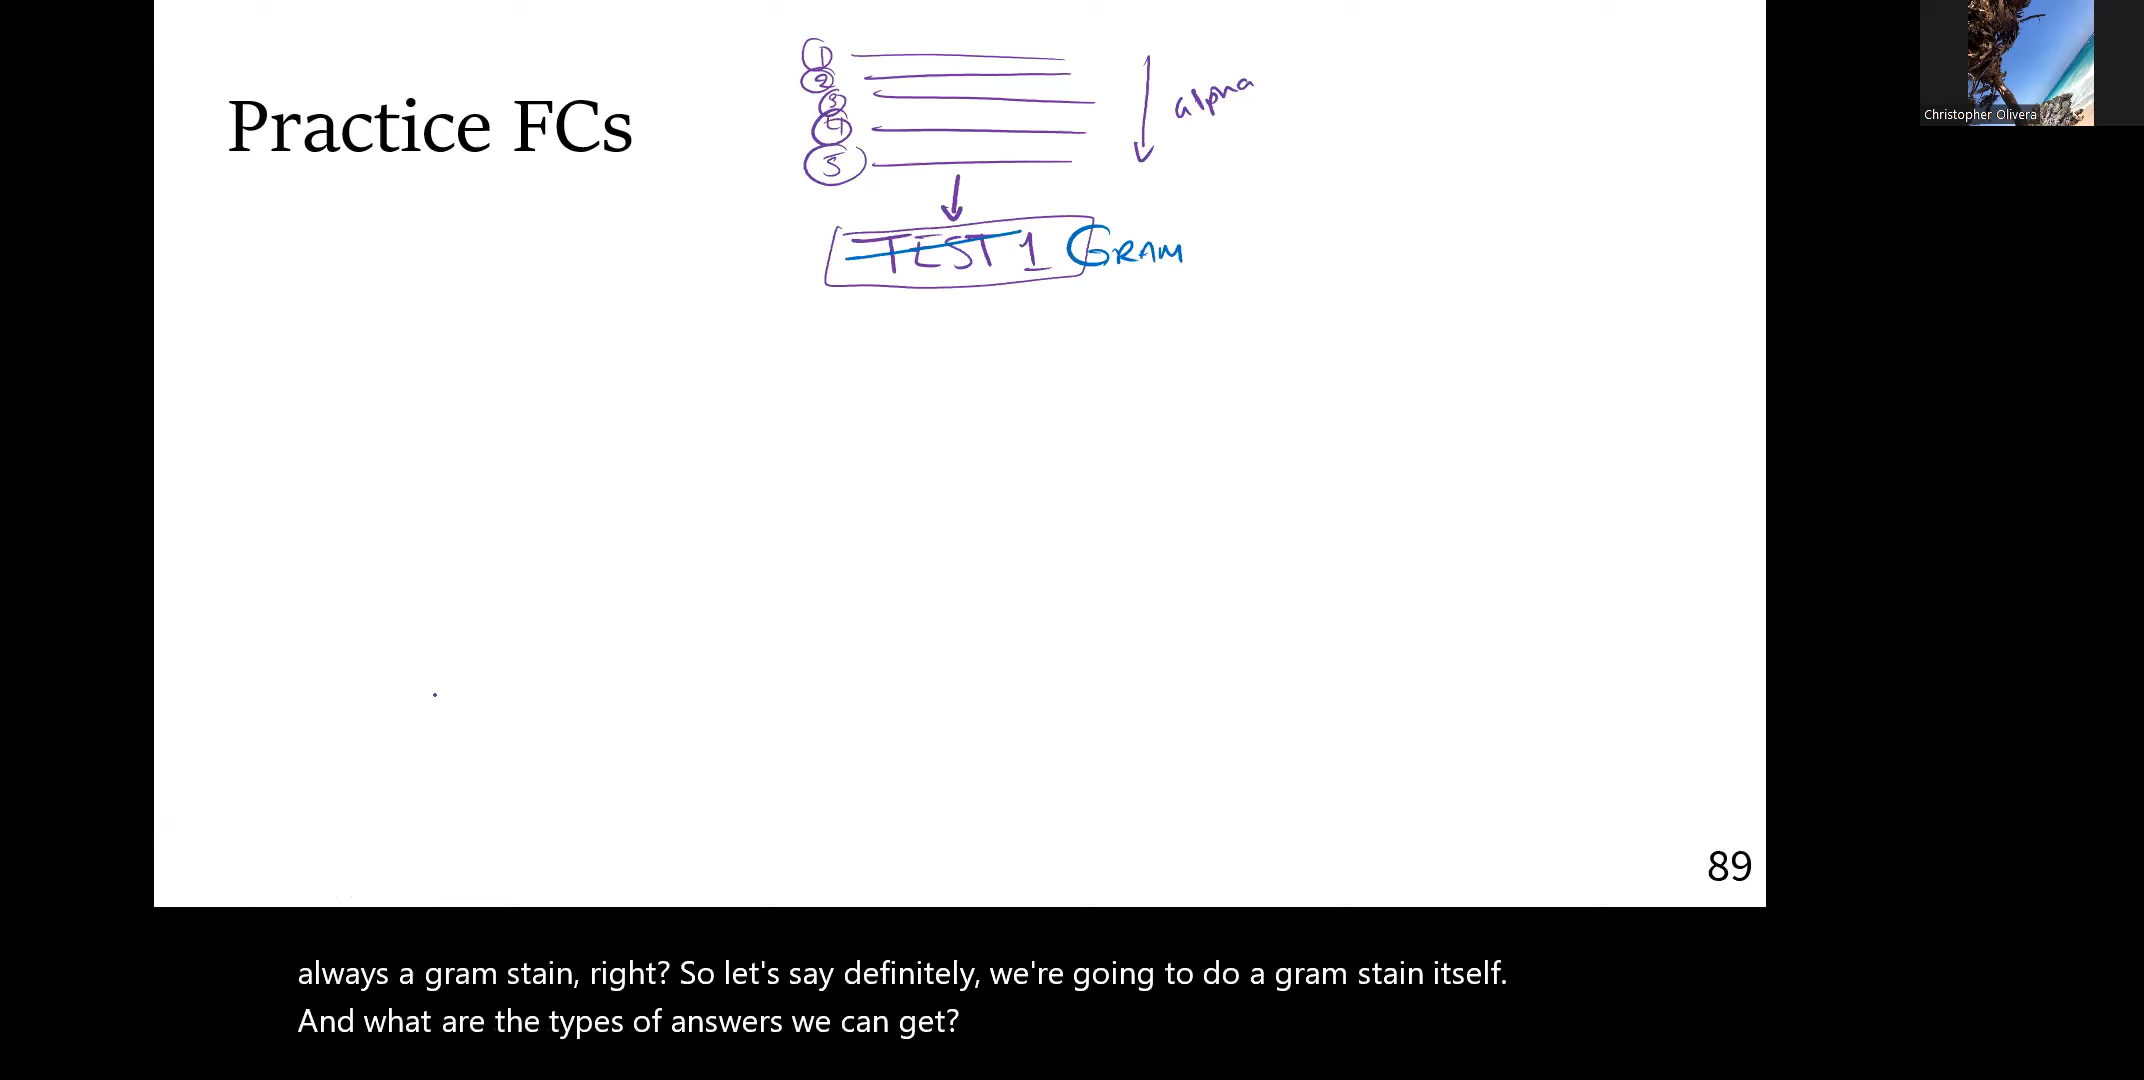 Practice FCs
1
2
3
4
5
alpha
TEST 1 GRAM
Christopher Olivera
89
always a gram stain, right? So let's say definitely, we're going to do a gram stain itself.
And what are the types of answers we can get?